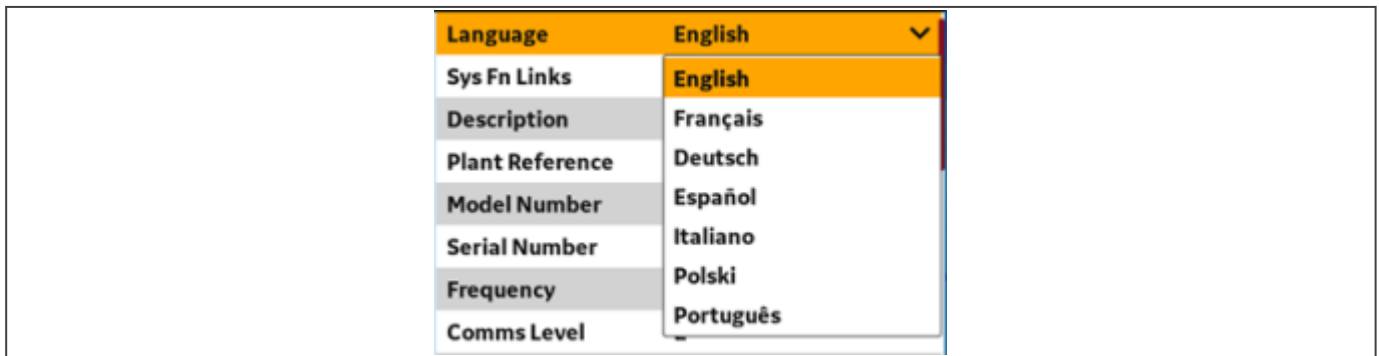 Language English
English
Sys Fn Links
Français
Description
Deutsch
Plant Reference
Español
Model Number
Italiano
Serial Number
Polski
Frequency
Português
Comms Level